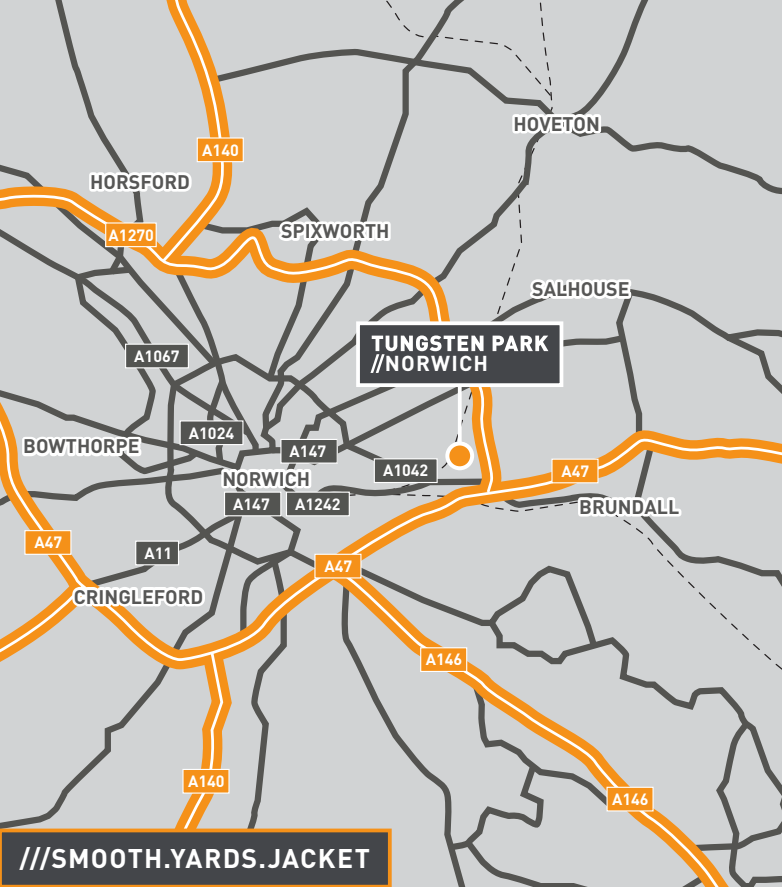 HOVETON
A140
HORSFORD
A1270
SPIXWORTH
SALHOUSE
TUNGSTEN PARK
//NORWICH
A1067
A1024
BOWTHORPE
A147
A1042
A47
NORWICH
A147
A1242
BRUNDALL
A47
A11
A47
CRINGLEFORD
A146
A140
A146
///SMOOTH.YARDS.JACKET